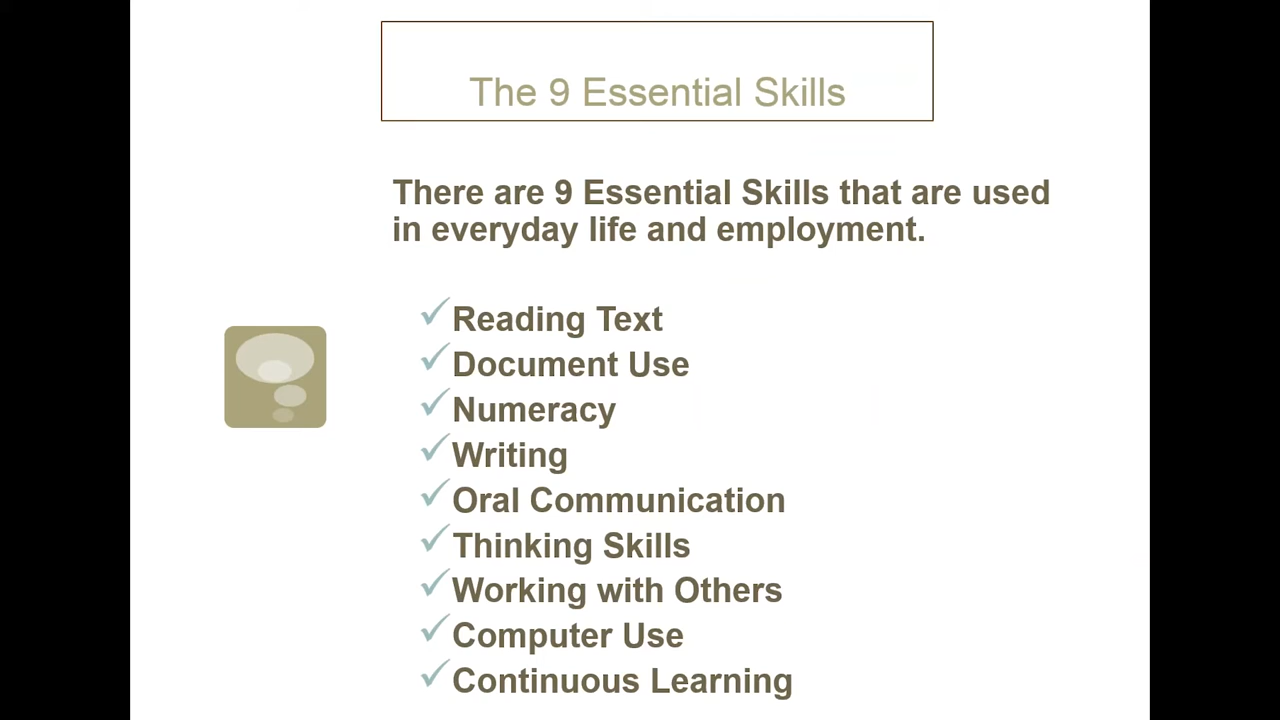 The 9 Essential Skills
There are 9 Essential Skills that are used
in everyday life and employment.
Reading Text
Document Use
Numeracy
Writing
Oral Communication
Thinking Skills
Working with Others
Computer Use
Continuous Learning